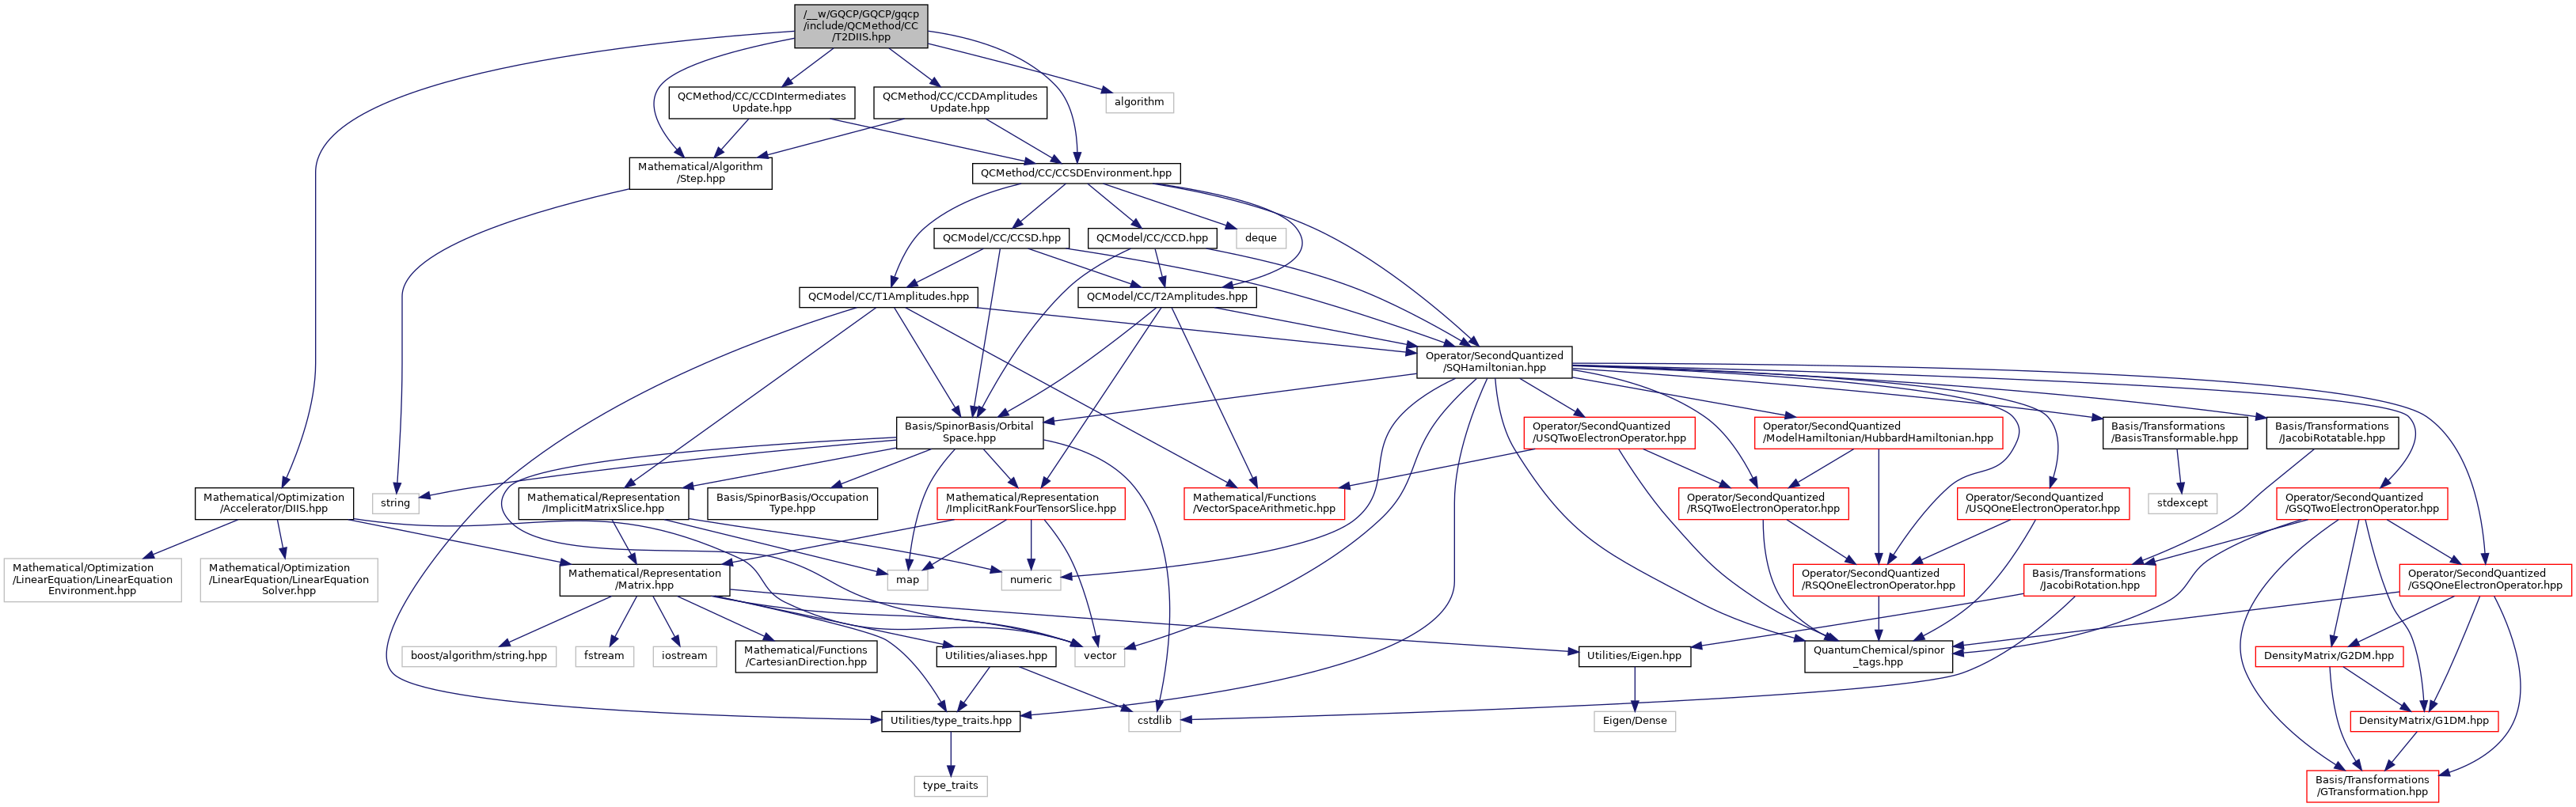 /__w/GQCP/GQCP/gqcp
/include/QCMethod/CC
/T2DIIS.hpp
QCMethod/CC/CCDIntermediates
Update.hpp
QCMethod/CC/CCDAmplitudes
Update.hpp
algorithm
Mathematical/Algorithm
/Step.hpp
QCMethod/CC/CCSDEnvironment.hpp
QCModel/CC/CCSD.hpp
QCModel/CC/CCD.hpp
deque
QCModel/CC/T1Amplitudes.hpp
QCModel/CC/T2Amplitudes.hpp
Operator/SecondQuantized
/SQHamiltonian.hpp
Basis/SpinorBasis/Orbital
Space.hpp
Operator/SecondQuantized
/USQTwoElectronOperator.hpp
Operator/SecondQuantized
/ModelHamiltonian/HubbardHamiltonian.hpp
Basis/Transformations
/BasisTransformable.hpp
Basis/Transformations
/JacobiRotatable.hpp
Mathematical/Optimization
/Accelerator/DIIS.hpp
string
Mathematical/Representation
/ImplicitMatrixSlice.hpp
Basis/SpinorBasis/Occupation
Type.hpp
Mathematical/Representation
/ImplicitRankFourTensorSlice.hpp
Mathematical/Functions
/VectorSpaceArithmetic.hpp
Operator/SecondQuantized
/RSQTwoElectronOperator.hpp
Operator/SecondQuantized
/USQOneElectronOperator.hpp
stdexcept
Operator/SecondQuantized
/GSQTwoElectronOperator.hpp
Mathematical/Optimization
/LinearEquation/LinearEquation
Environment.hpp
Mathematical/Optimization
/LinearEquation/LinearEquation
Solver.hpp
Mathematical/Representation
/Matrix.hpp
map
numeric
Operator/SecondQuantized
/RSQOneElectronOperator.hpp
Basis/Transformations
/JacobiRotation.hpp
Operator/SecondQuantized
/GSQOneElectronOperator.hpp
boost/algorithm/string.hpp
fstream
iostream
Mathematical/Functions
/CartesianDirection.hpp
Utilities/aliases.hpp
vector
Utilities/Eigen.hpp
QuantumChemical/spinor
_tags.hpp
DensityMatrix/G2DM.hpp
Utilities/type_traits.hpp
cstdlib
Eigen/Dense
DensityMatrix/G1DM.hpp
type_traits
Basis/Transformations
/GTransformation.hpp